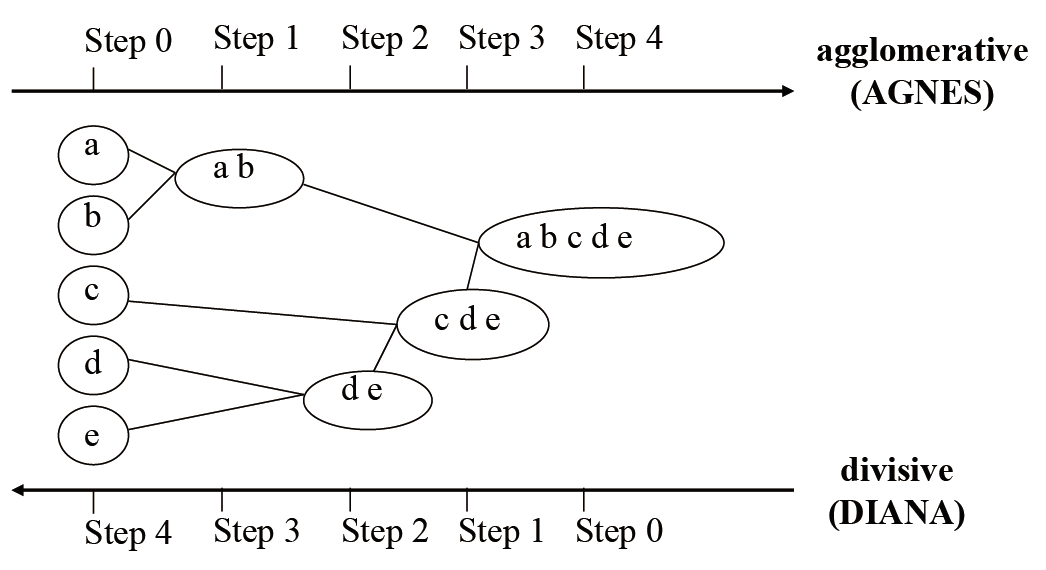 Step 0 Step 1 Step 2 Step 3 Step 4
agglomerative
(AGNES)
a
a b
b
a b c d e
c
c d e
d
d e
e
divisive
(DIANA)
Step 4 Step 3 Step 2 Step 1 Step 0